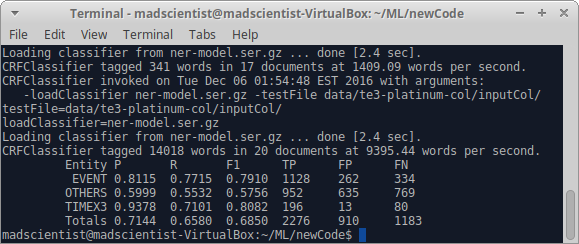 Terminal - madscientist@madscientist-VirtualBox: ~/ML/newCode
File Edit View Terminal Tabs Help
Loading classifier from ner-model.ser.gz ... done [2.4 sec].
CRFClassifier tagged 341 words in 17 documents at 1409.09 words per second.
CRFClassifier invoked on Tue Dec 06 01:54:48 EST 2016 with arguments:
-loadClassifier ner-model.ser.gz -testFile data/te3-platinum-col/inputCol/
testFile=data/te3-platinum-col/inputCol/
loadClassifier=ner-model.ser.gz
Loading classifier from ner-model.ser.gz ... done [2.4 sec].
CRFClassifier tagged 14018 words in 20 documents at 9395.44 words per second.
Entity P R F1 TP FP FN
EVENT 0.8115 0.7715 0.7910 1128 262 334
OTHERS 0.5999 0.5532 0.5756 952 635 769
TIMEX3 0.9378 0.7101 0.8082 196 13 80
Totals 0.7144 0.6580 0.6850 2276 910 1183
madscientist@madscientist-VirtualBox:~/ML/newCode$